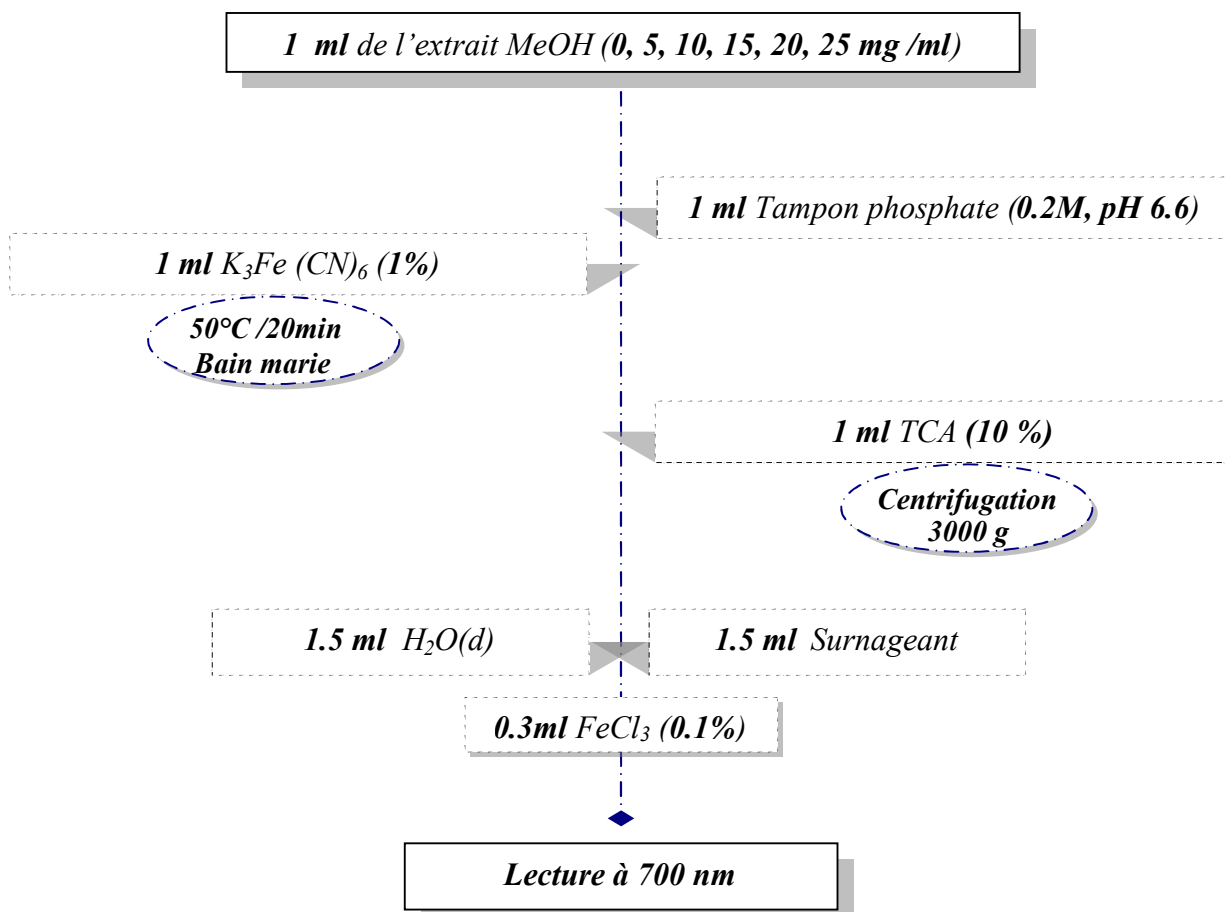 1 ml de l’extrait MeOH (0, 5, 10, 15, 20, 25 mg /ml)
1 ml Tampon phosphate (0.2M, pH 6.6)
1 ml K₃Fe (CN)₆ (1%)
50°C /20min
Bain marie
1 ml TCA (10 %)
Centrifugation
3000 g
1.5 ml H₂O(d)
1.5 ml Surnageant
0.3ml FeCl₃ (0.1%)
Lecture à 700 nm